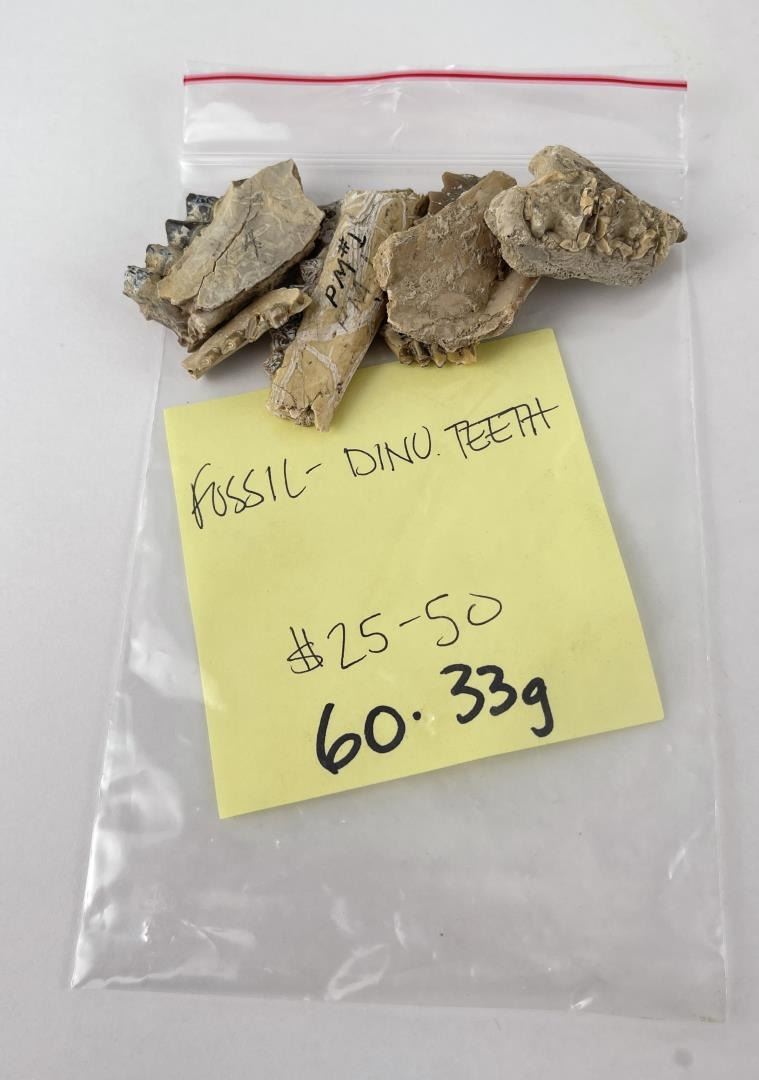 PM#1
FOSSIL- DINO. TEETH
$25-50
60.33g